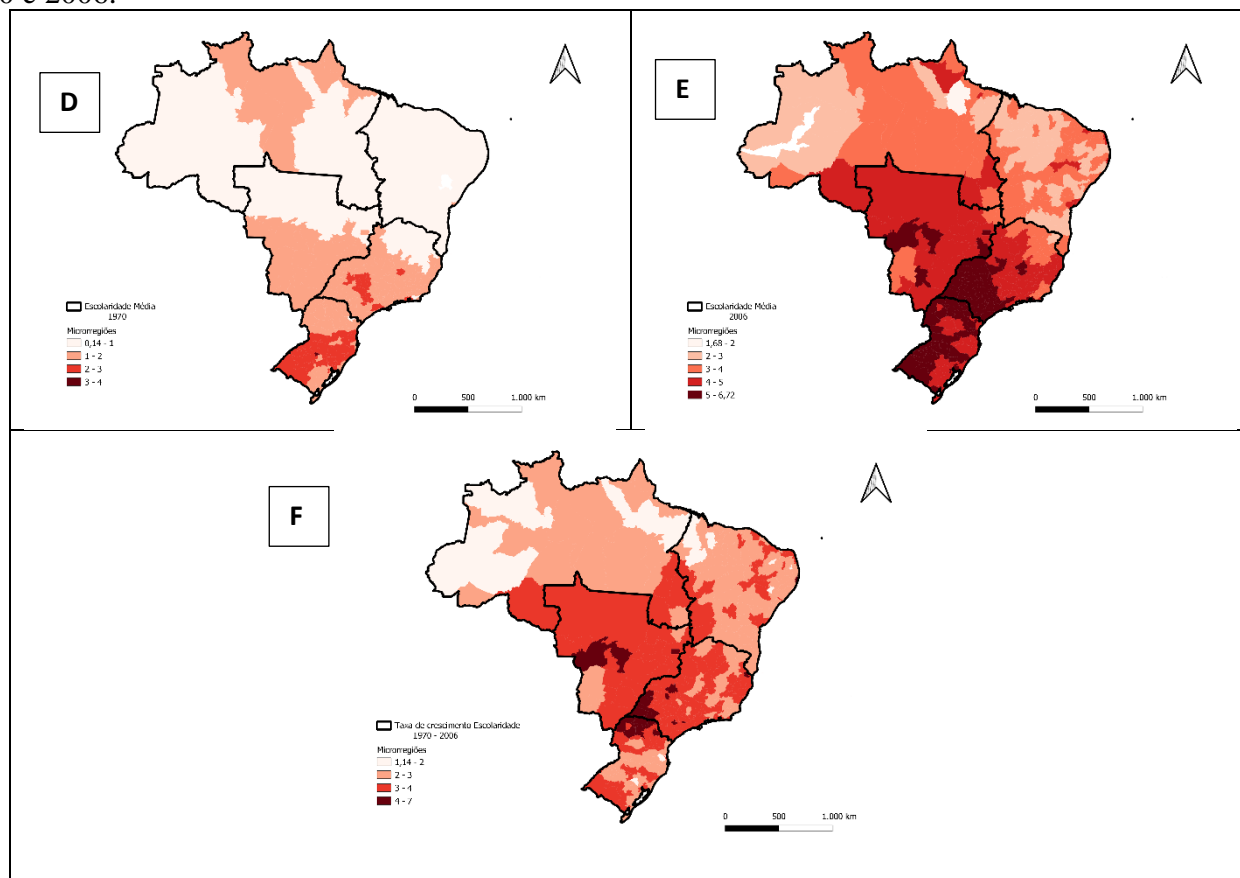 e 2006.
D
Escolaridade Média
1970
Microrregiões
0,14 - 1
1 - 2
2 - 3
3 - 4
0 500 1.000 km
E
Escolaridade Média
2006
Microrregiões
1,68 - 2
2 - 3
3 - 4
4 - 5
5 - 6,72
0 500 1.000 km
F
Taxa de crescimento Escolaridade
1970 - 2006
Microrregiões
1,14 - 2
2 - 3
3 - 4
4 - 7
0 500 1.000 km